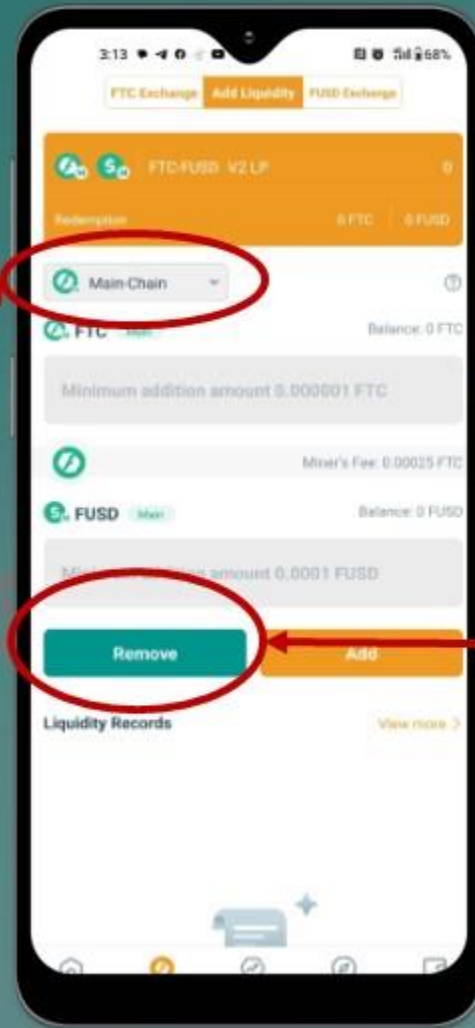 3:13 68%
FTC Exchange Add Liquidity FUSD Exchange
FTC-FUSD V2 LP 0
Redemption 0 FTC 0 FUSD
Main-Chain
FTC Main Balance: 0 FTC
Minimum addition amount 0.000001 FTC
Miner's Fee: 0.00025 FTC
FUSD Main Balance: 0 FUSD
Minimum addition amount 0.0001 FUSD
Remove Add
Liquidity Records View more >